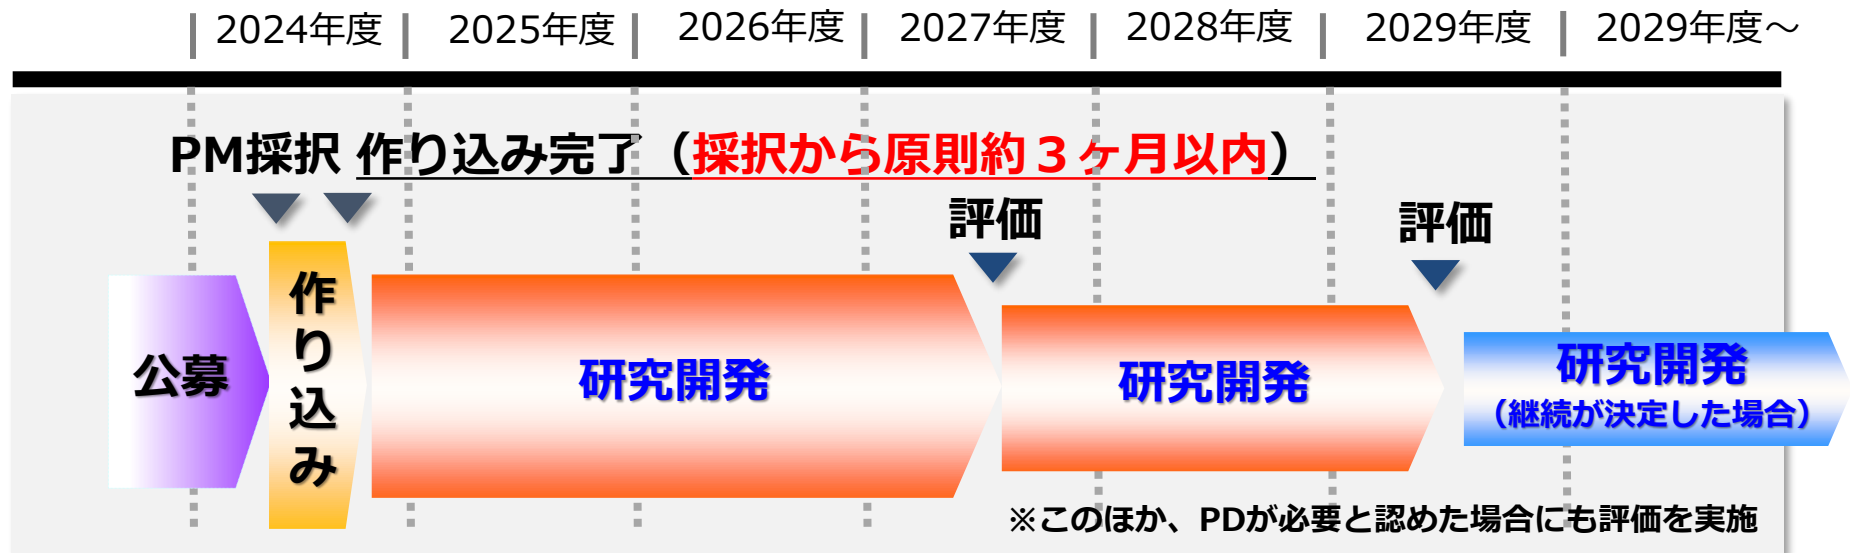 2024年度
2025年度
2026年度
2027年度
2028年度
2029年度
2029年度～
PM採択 作り込み完了（採択から原則約３ヶ月以内）
評価
評価
公募
作り込み
研究開発
研究開発
研究開発
（継続が決定した場合）
※このほか、PDが必要と認めた場合にも評価を実施